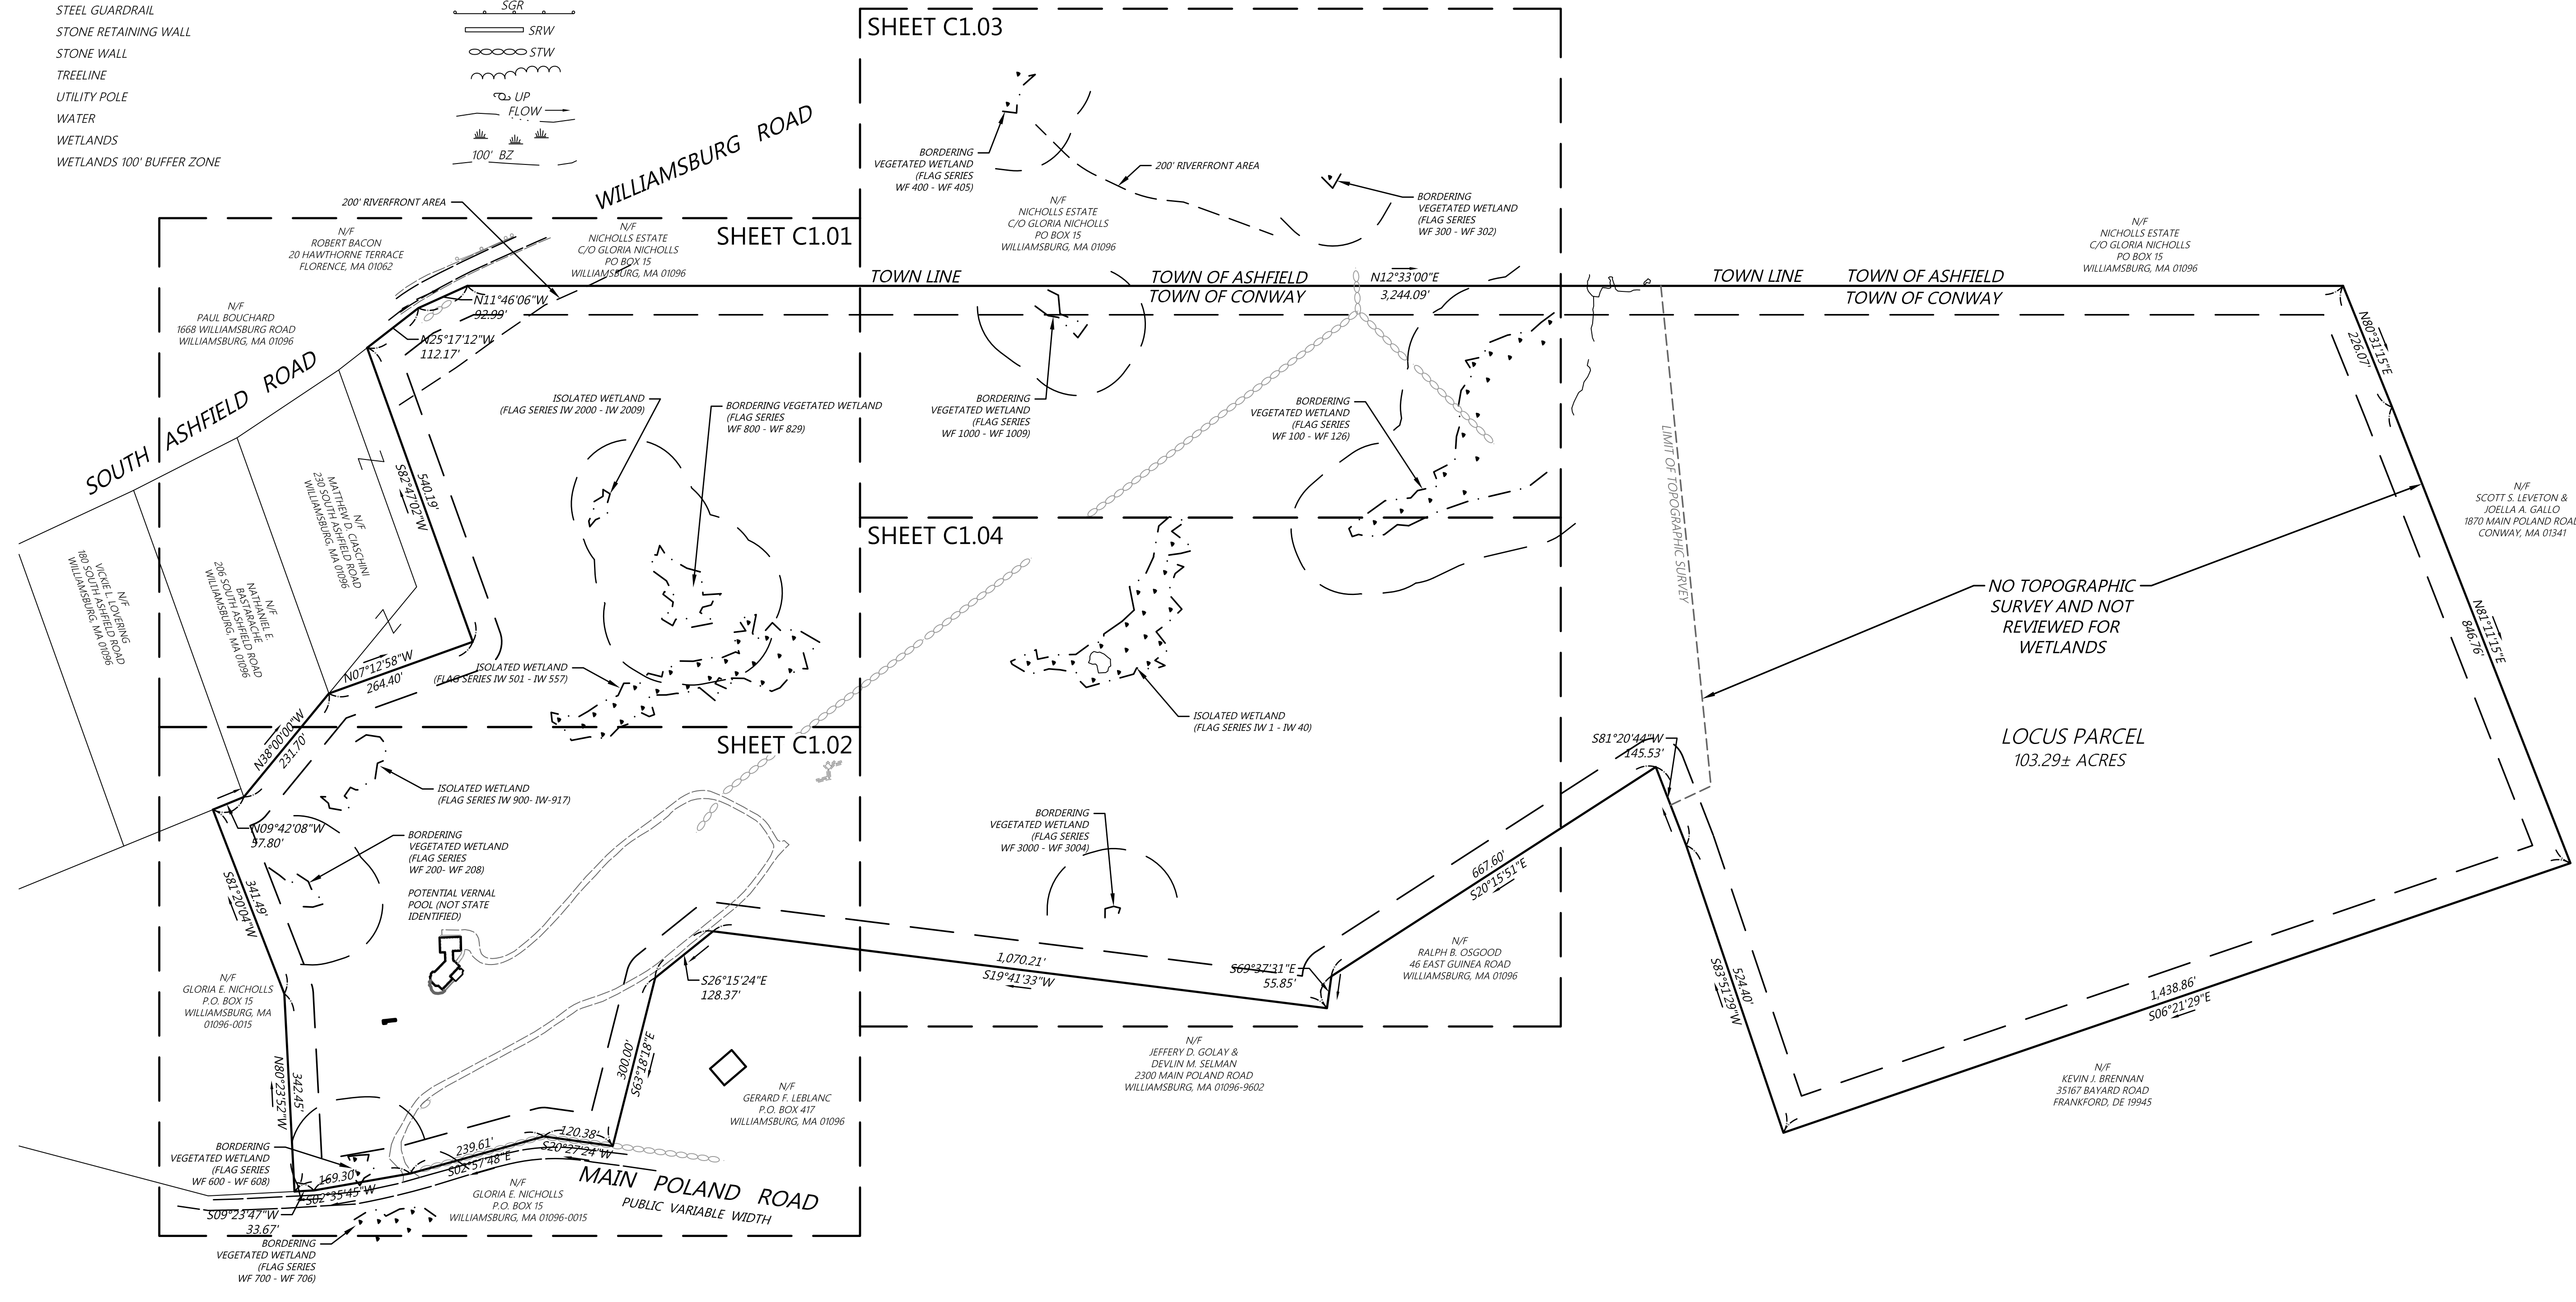 STEEL GUARDRAIL
SGR
STONE RETAINING WALL
SRW
STONE WALL
STW
TREELINE
UTILITY POLE
UP
WATER
FLOW
WETLANDS
WETLANDS 100' BUFFER ZONE
100' BZ
SHEET C1.03
WILLIAMSBURG ROAD
BORDERING
VEGETATED WETLAND
(FLAG SERIES
WF 400 - WF 405)
200' RIVERFRONT AREA
BORDERING
VEGETATED WETLAND
(FLAG SERIES
WF 300 - WF 302)
N/F
NICHOLLS ESTATE
C/O GLORIA NICHOLLS
PO BOX 15
WILLIAMSBURG, MA 01096
N/F
NICHOLLS ESTATE
C/O GLORIA NICHOLLS
PO BOX 15
WILLIAMSBURG, MA 01096
200' RIVERFRONT AREA
N/F
ROBERT BACON
20 HAWTHORNE TERRACE
FLORENCE, MA 01062
N/F
NICHOLLS ESTATE
C/O GLORIA NICHOLLS
PO BOX 15
WILLIAMSBURG, MA 01096
SHEET C1.01
TOWN LINE
TOWN OF ASHFIELD
TOWN OF CONWAY
N12°33'00"E
3,244.09'
TOWN LINE
TOWN OF ASHFIELD
TOWN OF CONWAY
N/F
PAUL BOUCHARD
1668 WILLIAMSBURG ROAD
WILLIAMSBURG, MA 01096
N11°46'06"W
92.99'
N25°17'12"W
112.17'
N80°31'15"E
226.07'
SOUTH ASHFIELD ROAD
ISOLATED WETLAND
(FLAG SERIES IW 2000 - IW 2009)
BORDERING VEGETATED WETLAND
(FLAG SERIES
WF 800 - WF 829)
BORDERING
VEGETATED WETLAND
(FLAG SERIES
WF 1000 - WF 1009)
BORDERING
VEGETATED WETLAND
(FLAG SERIES
WF 100 - WF 126)
LIMIT OF TOPOGRAPHIC SURVEY
540.19'
S82°47'02"W
N/F
MATTHEW D. CIASCHINI
230 SOUTH ASHFIELD ROAD
WILLIAMSBURG, MA 01096
N/F
NATHANIEL E.
BASTARACHE
206 SOUTH ASHFIELD ROAD
WILLIAMSBURG, MA 01096
N/F
VICKIE L. LOVERING
180 SOUTH ASHFIELD ROAD
WILLIAMSBURG, MA 01096
N/F
SCOTT S. LEVETON &
JOELLA A. GALLO
1870 MAIN POLAND ROAD
CONWAY, MA 01341
SHEET C1.04
NO TOPOGRAPHIC
SURVEY AND NOT
REVIEWED FOR
WETLANDS
N81°11'15"E
846.76'
N07°12'58"W
264.40'
ISOLATED WETLAND
(FLAG SERIES IW 501 - IW 557)
ISOLATED WETLAND
(FLAG SERIES IW 1 - IW 40)
LOCUS PARCEL
103.29± ACRES
N38°00'00"W
231.70'
SHEET C1.02
S81°20'44"W
145.53'
ISOLATED WETLAND
(FLAG SERIES IW 900- IW-917)
N09°42'08"W
57.80'
BORDERING
VEGETATED WETLAND
(FLAG SERIES
WF 200- WF 208)
POTENTIAL VERNAL
POOL (NOT STATE
IDENTIFIED)
BORDERING
VEGETATED WETLAND
(FLAG SERIES
WF 3000 - WF 3004)
341.49'
S81°20'04"W
667.60'
S20°15'51"E
N/F
RALPH B. OSGOOD
46 EAST GUINEA ROAD
WILLIAMSBURG, MA 01096
1,070.21'
S19°41'33"W
S69°37'31"E
55.85'
S26°15'24"E
128.37'
N/F
GLORIA E. NICHOLLS
P.O. BOX 15
WILLIAMSBURG, MA
01096-0015
524.40'
S83°51'29"W
1,438.86'
S06°21'29"E
N/F
JEFFERY D. GOLAY &
DEVLIN M. SELMAN
2300 MAIN POLAND ROAD
WILLIAMSBURG, MA 01096-9602
N/F
KEVIN J. BRENNAN
35167 BAYARD ROAD
FRANKFORD, DE 19945
300.00'
S63°18'18"E
N/F
GERARD F. LEBLANC
P.O. BOX 417
WILLIAMSBURG, MA 01096
342.45'
N80°23'52"W
BORDERING
VEGETATED WETLAND
(FLAG SERIES
WF 600 - WF 608)
169.30'
S02°35'45"W
239.61'
S02°57'48"E
120.38'
S20°27'24"W
MAIN POLAND ROAD
PUBLIC VARIABLE WIDTH
N/F
GLORIA E. NICHOLLS
P.O. BOX 15
WILLIAMSBURG, MA 01096-0015
S09°23'47"W
33.67'
BORDERING
VEGETATED WETLAND
(FLAG SERIES
WF 700 - WF 706)